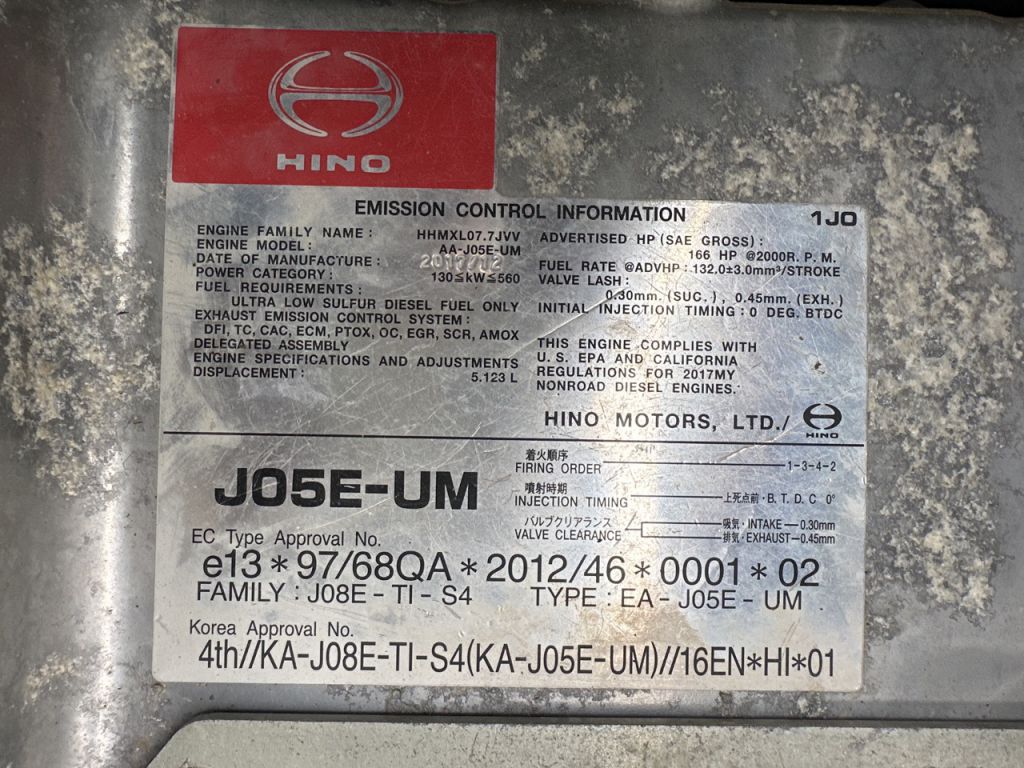 HINO
EMISSION CONTROL INFORMATION 1J0
ENGINE FAMILY NAME : HHMXL07.7JVV
ENGINE MODEL: AA-J05E-UM
DATE OF MANUFACTURE :
POWER CATEGORY: 130≦kW≦560
FUEL REQUIREMENTS :
ULTRA LOW SULFUR DIESEL FUEL ONLY
EXHAUST EMISSION CONTROL SYSTEM :
DFI, TC, CAC, ECM, PTOX, OC, EGR, SCR, AMOX
DELEGATED ASSEMBLY
ENGINE SPECIFICATIONS AND ADJUSTMENTS
DISPLACEMENT : 5.123 L
ADVERTISED HP (SAE GROSS) :
166 HP @2000R. P. M.
FUEL RATE @ADVHP : 132.0±3.0mm³/STROKE
VALVE LASH :
0.30mm. (SUC. ) , 0.45mm. (EXH. )
INITIAL INJECTION TIMING : 0 DEG. BTDC
THIS ENGINE COMPLIES WITH
U. S. EPA AND CALIFORNIA
REGULATIONS FOR 2017MY
NONROAD DIESEL ENGINES.
HINO MOTORS, LTD./ HINO
J05E-UM
着火順序
FIRING ORDER 1-3-4-2
噴射時期
INJECTION TIMING 上死点前・B. T. D. C 0°
バルブクリアランス
VALVE CLEARANCE
吸気・INTAKE 0.30mm
排気・EXHAUST 0.45mm
EC Type Approval No.
e13*97/68QA*2012/46*0001*02
FAMILY : J08E-TI-S4 TYPE : EA-J05E-UM
Korea Approval No.
4th//KA-J08E-TI-S4(KA-J05E-UM)//16EN*HI*01